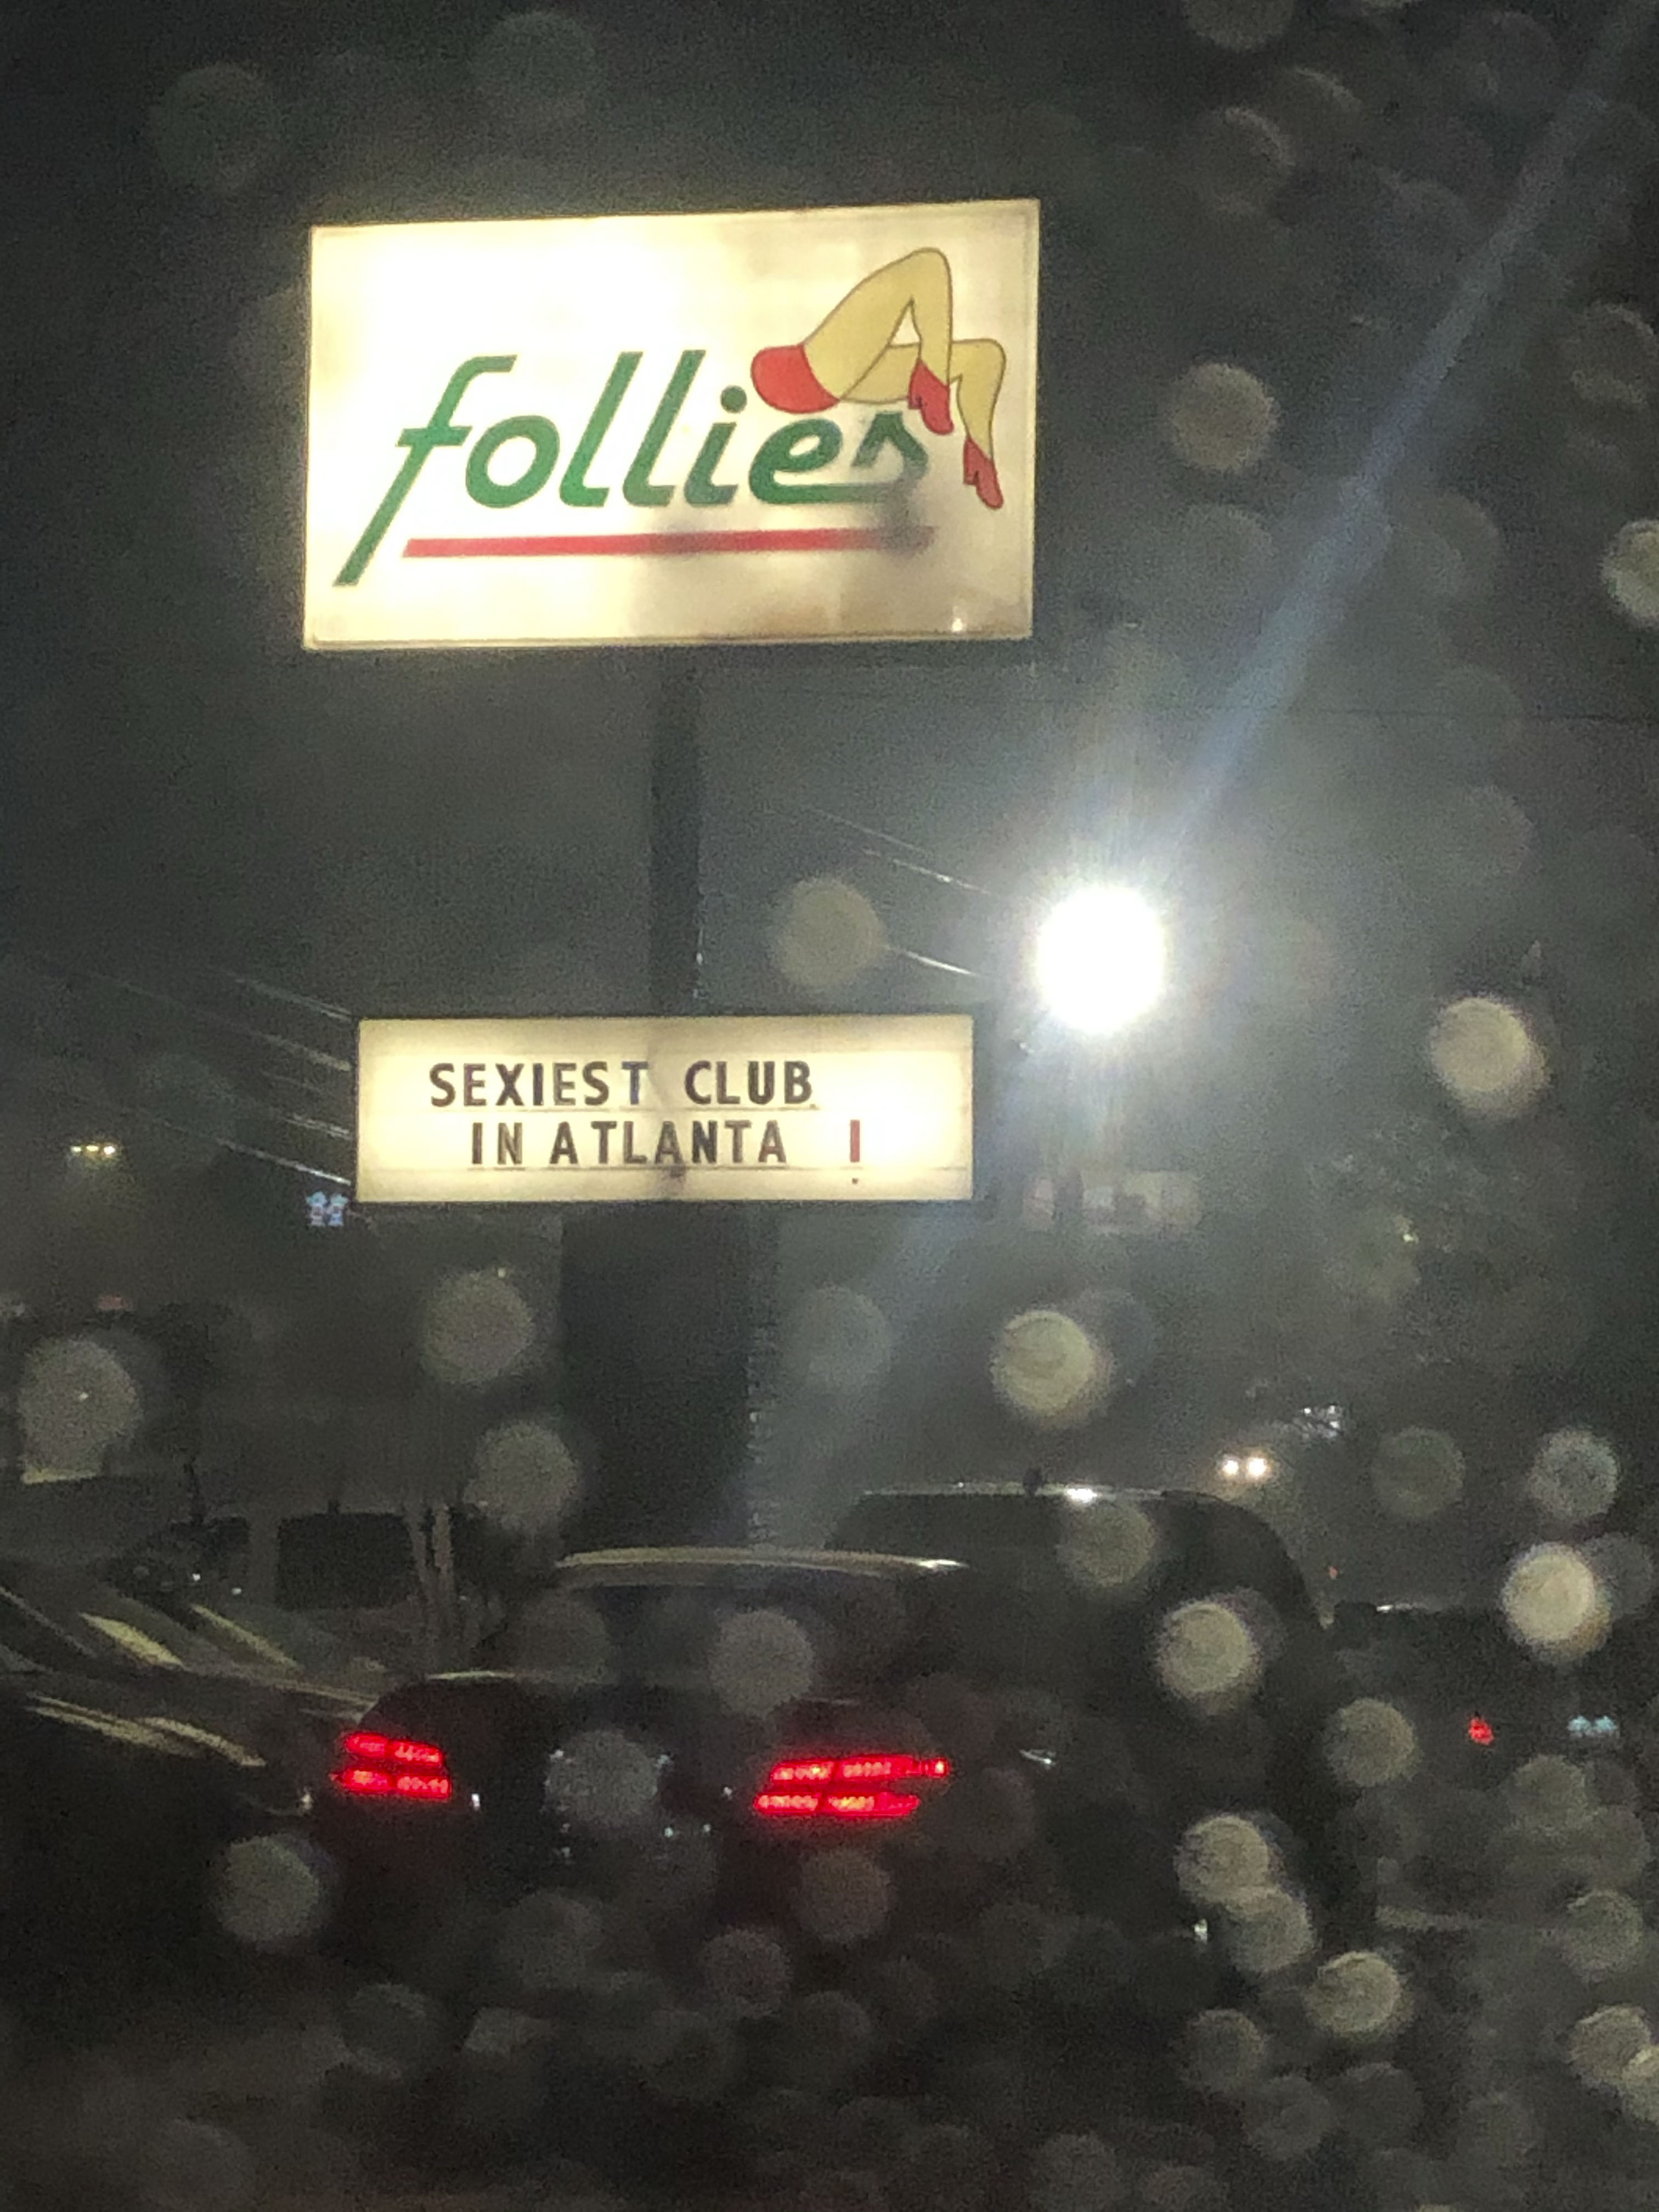 follies
SEXIEST CLUB
IN ATLANTA !